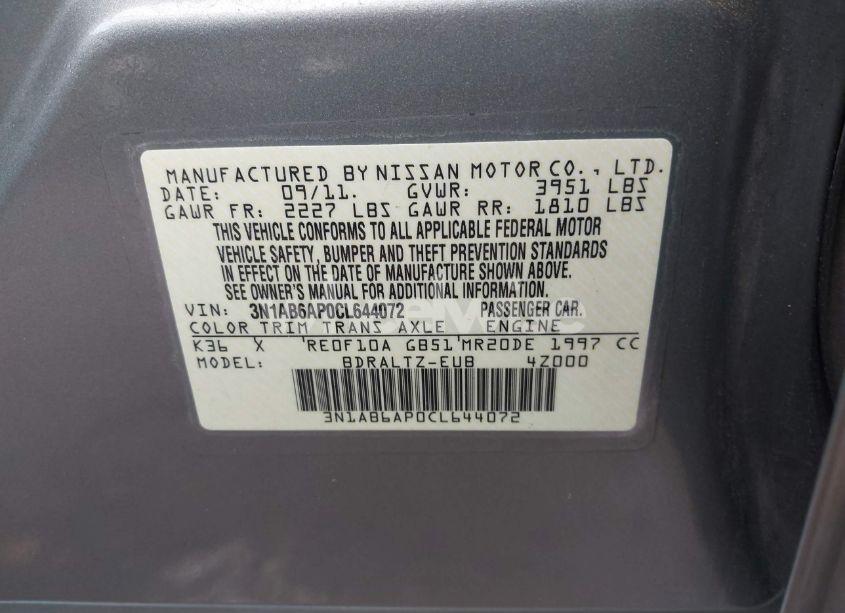 MANUFACTURED BY NISSAN MOTOR CO., LTD.
DATE: 09/11. GVWR: 3951 LBS
GAWR FR: 2227 LBS GAWR RR: 1810 LBS
THIS VEHICLE CONFORMS TO ALL APPLICABLE FEDERAL MOTOR
VEHICLE SAFETY, BUMPER AND THEFT PREVENTION STANDARDS
IN EFFECT ON THE DATE OF MANUFACTURE SHOWN ABOVE.
SEE OWNER'S MANUAL FOR ADDITIONAL INFORMATION.
VIN: 3N1AB6AP0CL644072 PASSENGER CAR.
COLOR TRIM TRANS AXLE ENGINE
K36 X RE0F10A GB51 MR20DE 1997 CC
MODEL: BDRALTZ-EUB 4Z000
3N1AB6AP0CL644072